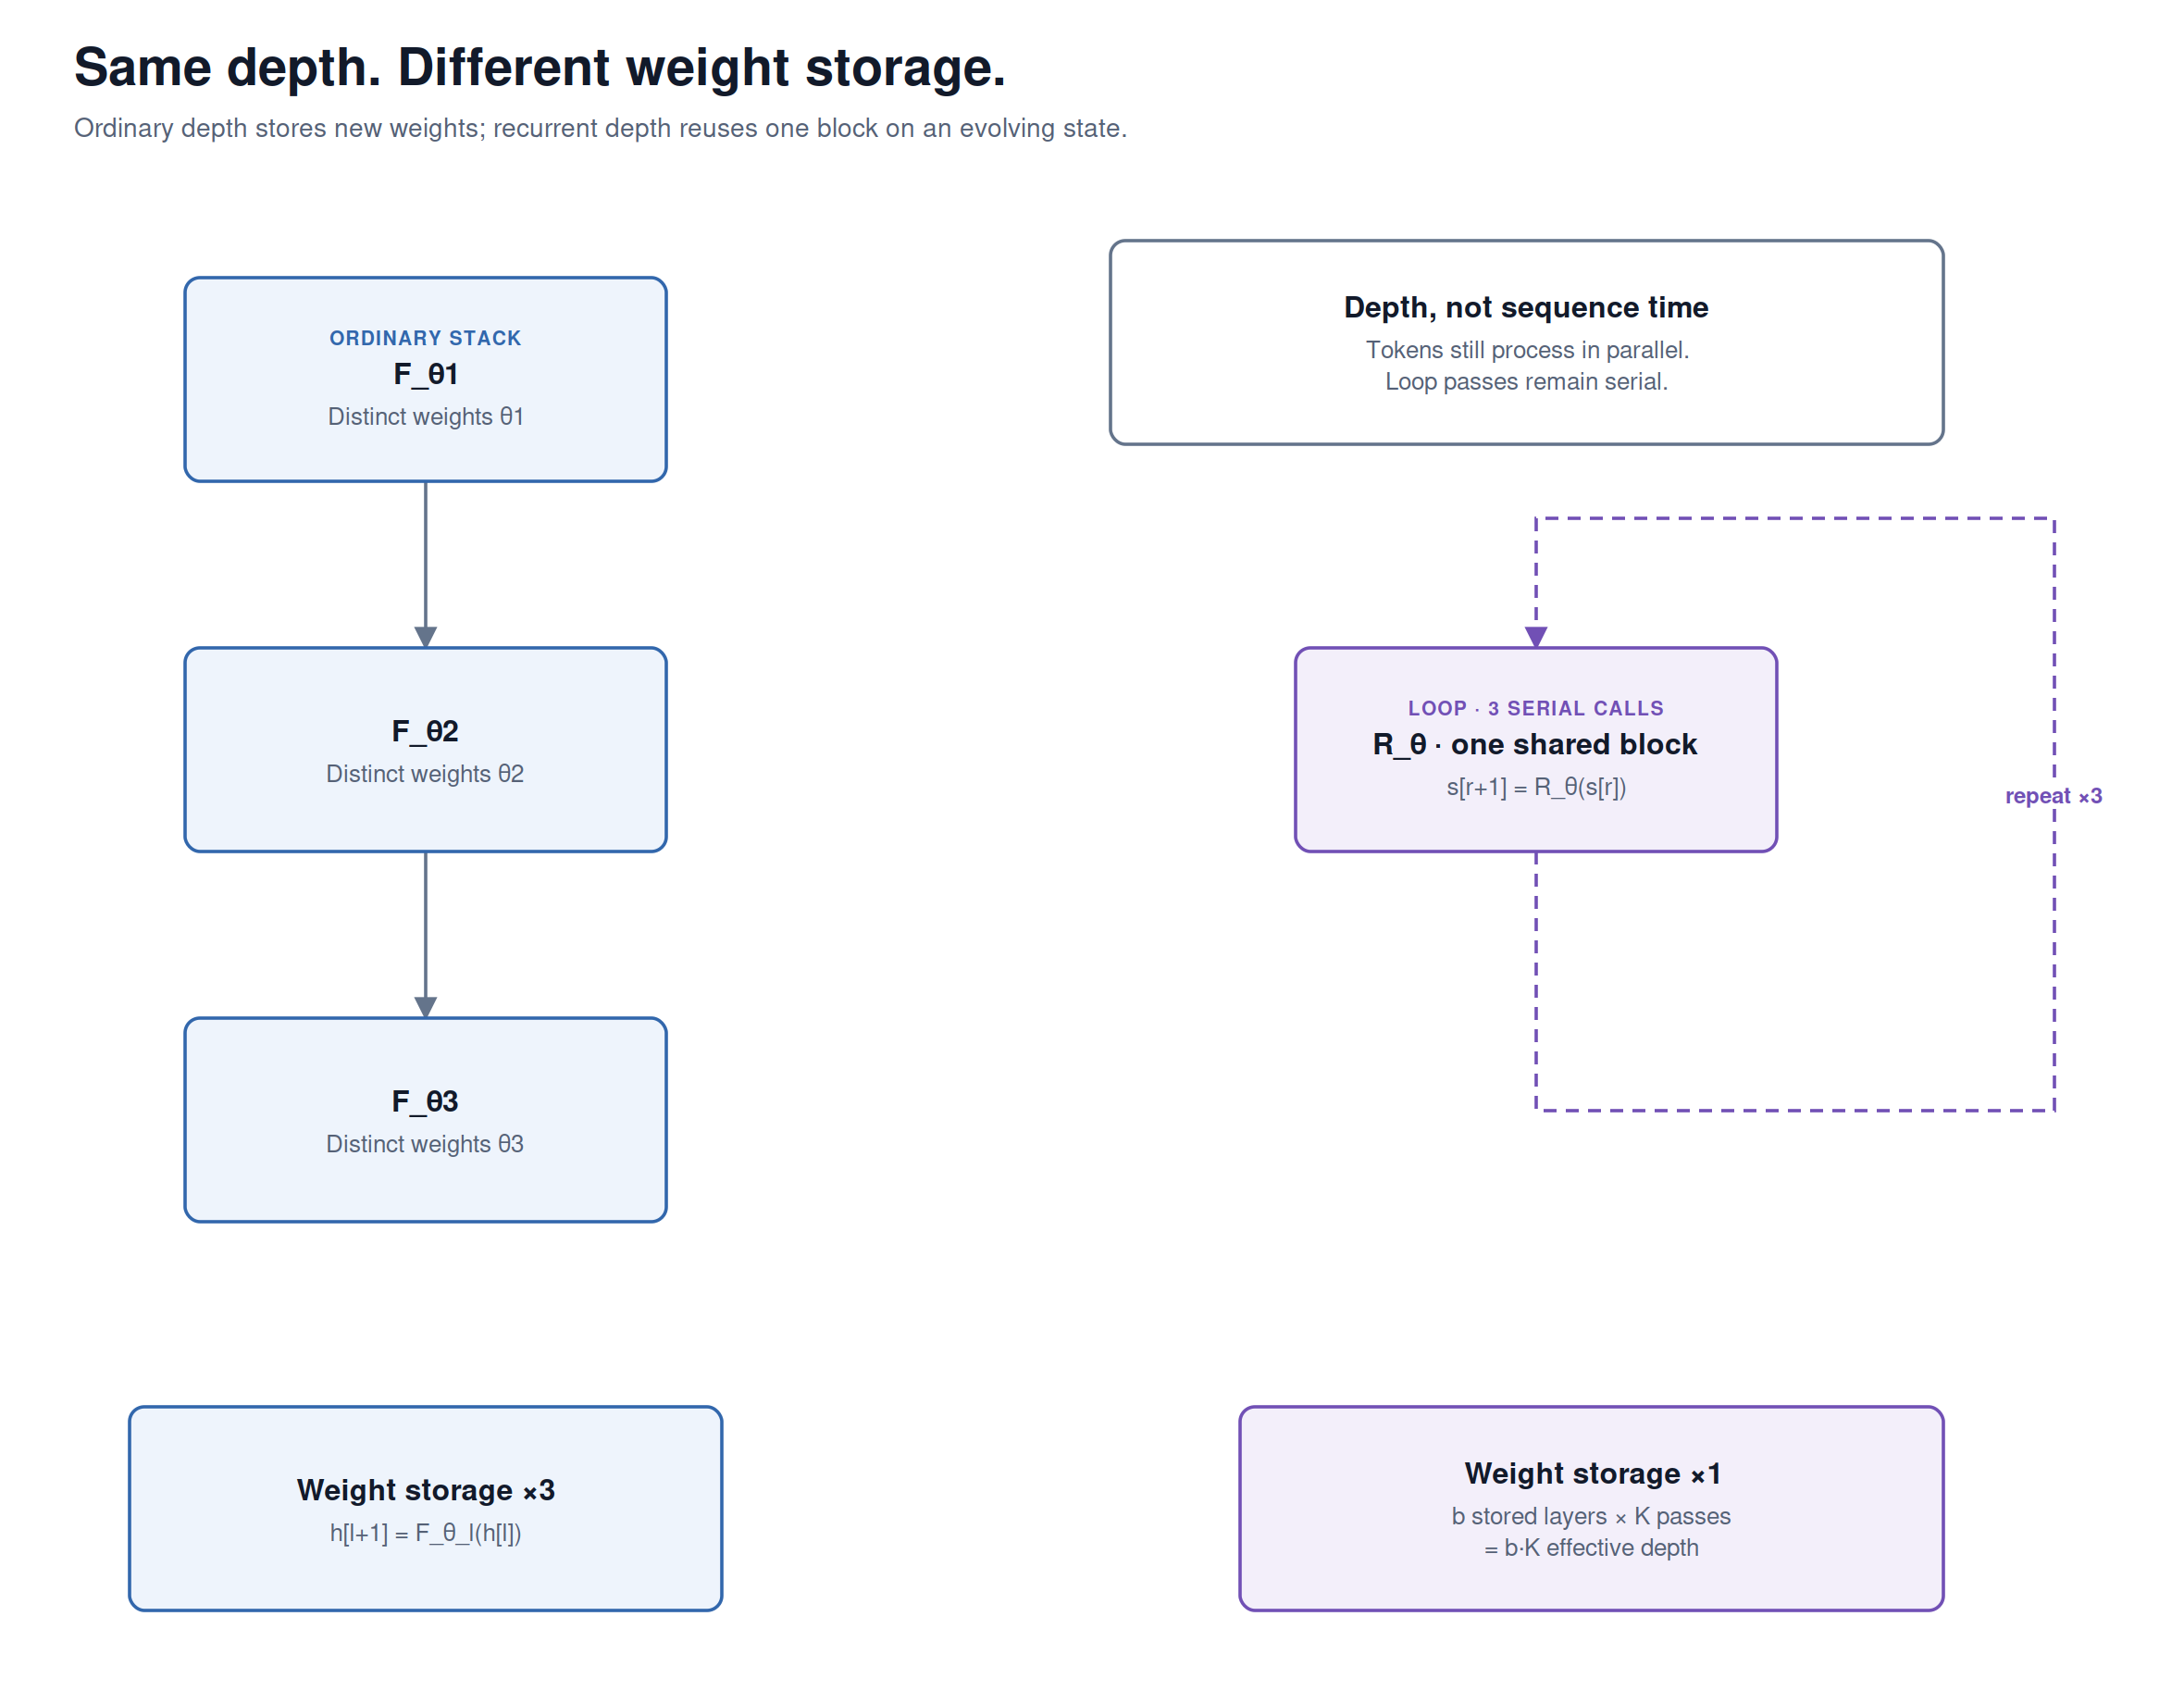 Same depth. Different weight storage.
Ordinary depth stores new weights; recurrent depth reuses one block on an evolving state.
ORDINARY STACK
F_θ1
Distinct weights θ1
F_θ2
Distinct weights θ2
F_θ3
Distinct weights θ3
Weight storage ×3
h[l+1] = F_θ_l(h[l])
Depth, not sequence time
Tokens still process in parallel.
Loop passes remain serial.
LOOP · 3 SERIAL CALLS
R_θ · one shared block
s[r+1] = R_θ(s[r])
repeat ×3
Weight storage ×1
b stored layers × K passes
= b·K effective depth